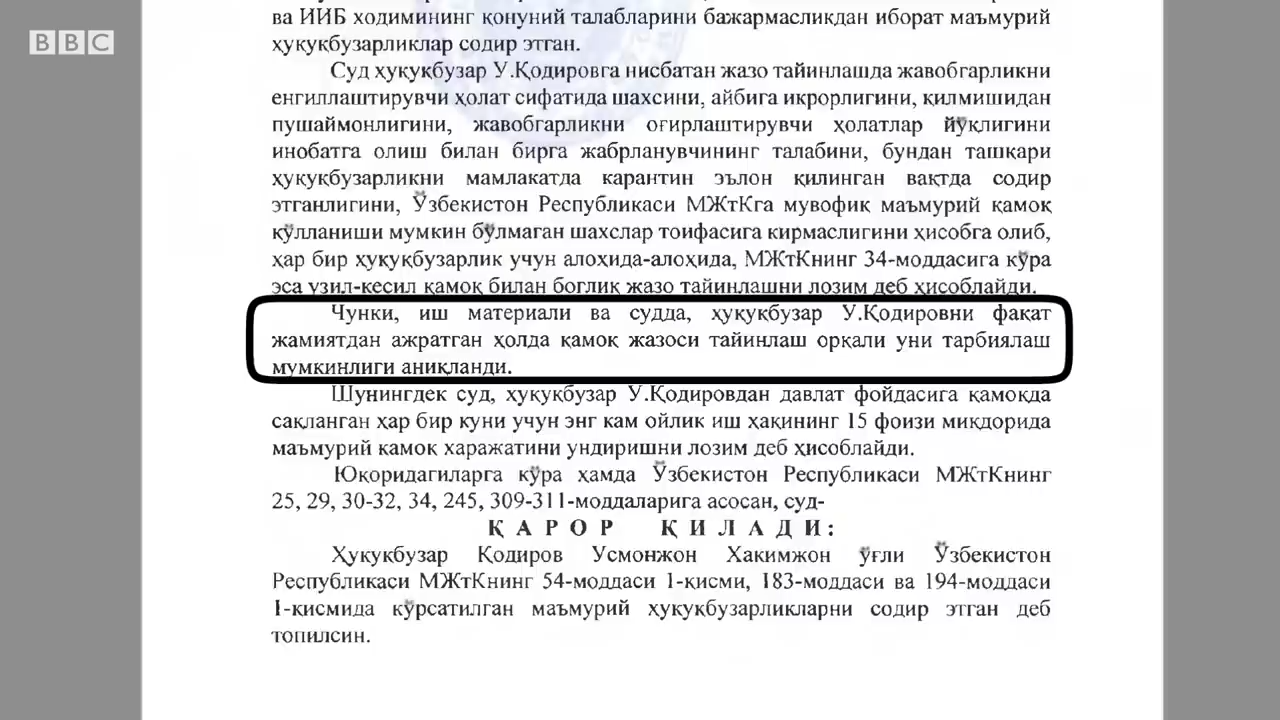 BBC
ва ИИБ ходимининг қонуний талабларини бажармасликдан иборат маъмурий
ҳуқуқбузарликлар содир этган.
Суд ҳуқуқбузар У.Қодировга нисбатан жазо тайинлашда жавобгарликни
енгиллаштирувчи ҳолат сифатида шахсини, айбига икрорлигини, қилмишидан
пушаймонлигини, жавобгарликни оғирлаштирувчи ҳолатлар йўқлигини
инобатга олиш билан бирга жабрланувчининг талабини, бундан ташқари
ҳуқуқбузарликни мамлакатда карантин эълон қилинган вақтда содир
этганлигини, Ўзбекистон Республикаси МЖтКга мувофиқ маъмурий қамоқ
қўлланиши мумкин бўлмаган шахслар тоифасига кирмаслигини ҳисобга олиб,
ҳар бир ҳуқуқбузарлик учун алоҳида-алоҳида, МЖтКнинг 34-моддасига кўра
эса узил-кесил қамоқ билан боғлиқ жазо тайинлашни лозим деб ҳисоблайди.
Чунки, иш материали ва судда, ҳуқуқбузар У.Қодировни фақат
жамиятдан ажратган ҳолда қамоқ жазоси тайинлаш орқали уни тарбиялаш
мумкинлиги аниқланди.
Шунингдек суд, ҳуқуқбузар У.Қодировдан давлат фойдасига қамоқда
сақланган ҳар бир куни учун энг кам ойлик иш ҳақининг 15 фоизи миқдорида
маъмурий қамоқ харажатини ундиришни лозим деб ҳисоблайди.
Юқоридагиларга кўра ҳамда Ўзбекистон Республикаси МЖтКнинг
25, 29, 30-32, 34, 245, 309-311-моддаларига асосан, суд-
Қ А Р О Р Қ И Л А Д И:
Ҳуқуқбузар Қодиров Усмонжон Хакимжон ўғли Ўзбекистон
Республикаси МЖтКнинг 54-моддаси 1-қисми, 183-моддаси ва 194-моддаси
1-қисмида кўрсатилган маъмурий ҳуқуқбузарликларни содир этган деб
топилсин.